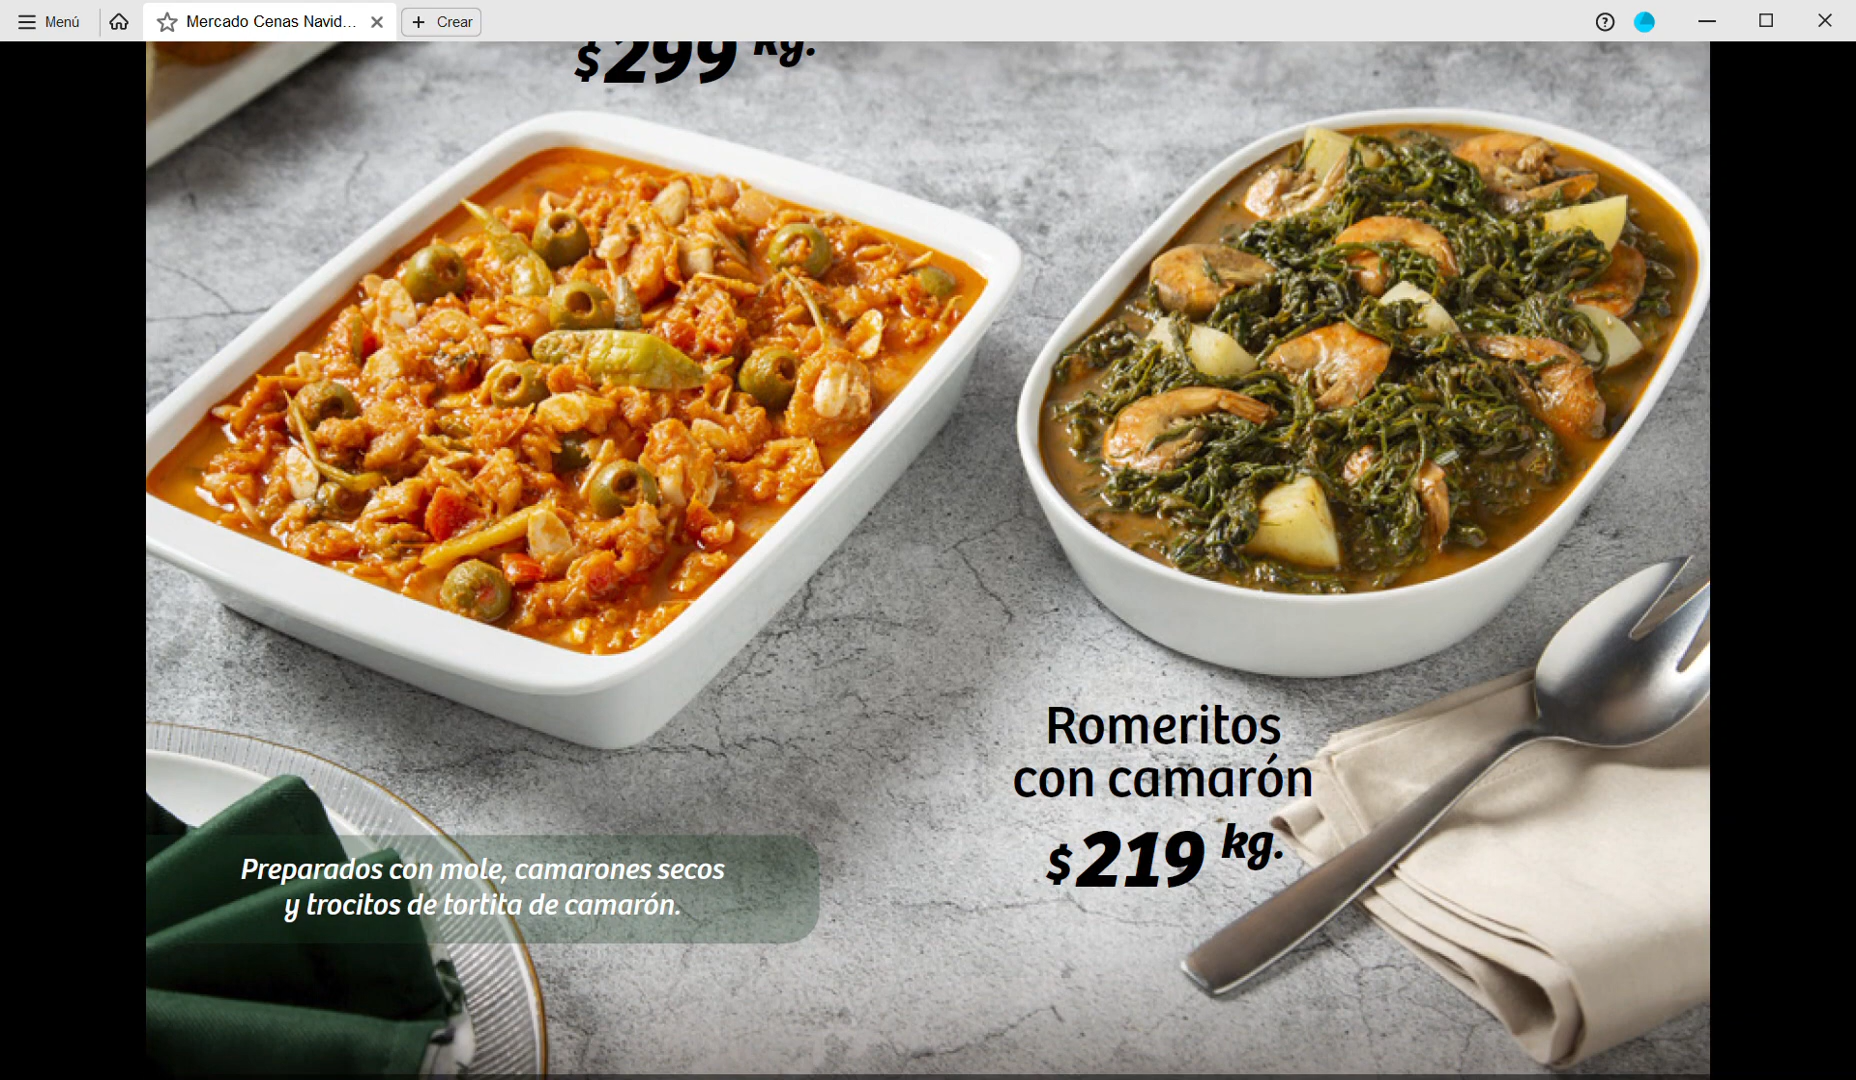 Menú
Mercado Cenas Navid...
Crear
$299 kg.
Romeritos
con camarón
$219 kg.
Preparados con mole, camarones secos
y trocitos de tortita de camarón.